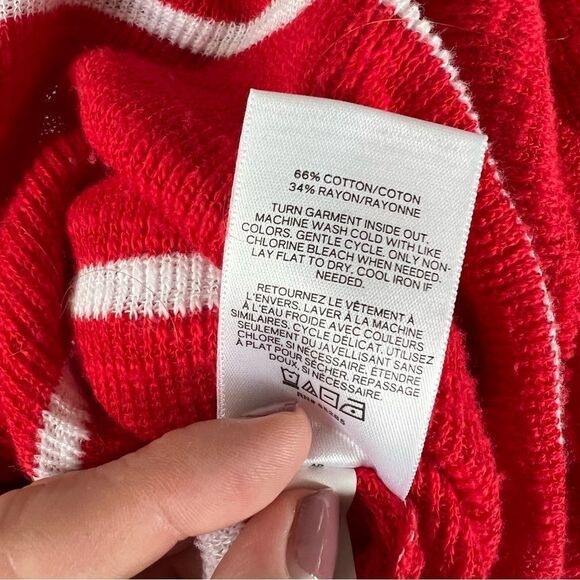 66% COTTON/COTON
34% RAYON/RAYONNE
TURN GARMENT INSIDE OUT.
MACHINE WASH COLD WITH LIKE
COLORS. GENTLE CYCLE. ONLY NON-
CHLORINE BLEACH WHEN NEEDED.
LAY FLAT TO DRY. COOL IRON IF
NEEDED.
RETOURNEZ LE VÊTEMENT À
L'ENVERS. LAVER À LA MACHINE
À EAU FROIDE AVEC COULEURS
SIMILAIRES. CYCLE DÉLICAT. UTILISEZ
SEULEMENT DU JAVELLISANT SANS
CHLORE, SI NÉCESSAIRE. ÉTENDRE
À PLAT POUR SÉCHER. REPASSAGE
DOUX, SI NÉCESSAIRE.